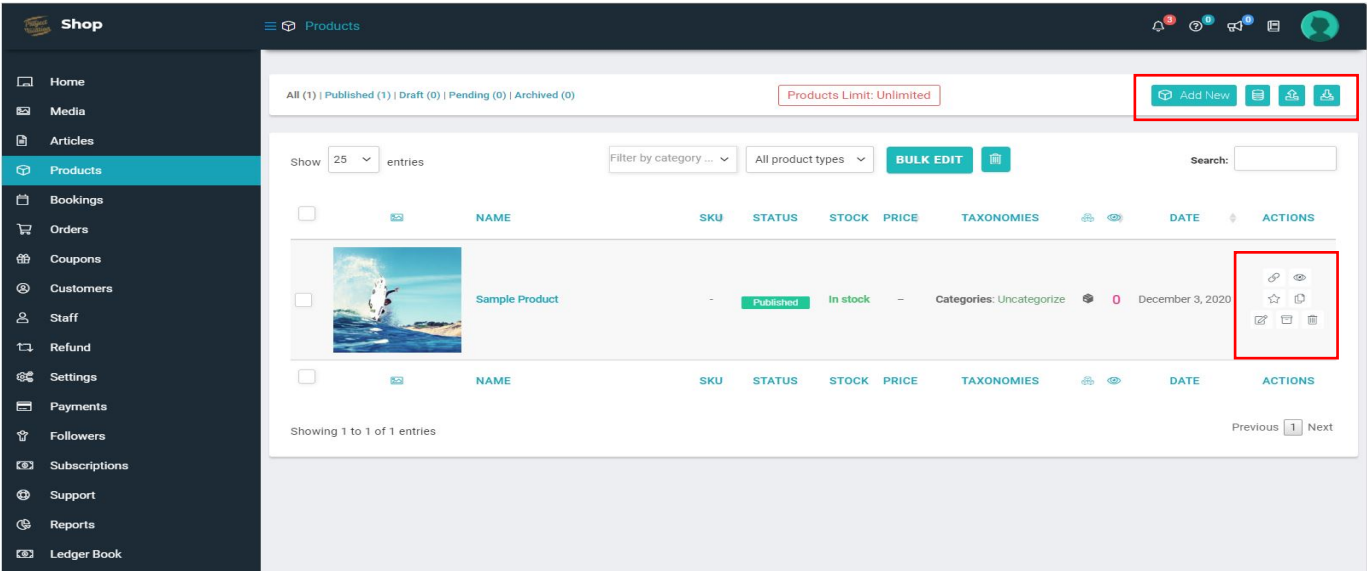 Shop
Products
3
0
0
Home
Media
Articles
Products
Bookings
Orders
Coupons
Customers
Staff
Refund
Settings
Payments
Followers
Subscriptions
Support
Reports
Ledger Book
All (1) | Published (1) | Draft (0) | Pending (0) | Archived (0)
Products Limit: Unlimited
Add New
Show 25 entries
Filter by category ...
All product types
BULK EDIT
Search:
NAME SKU STATUS STOCK PRICE TAXONOMIES DATE ACTIONS
Sample Product - Published In stock – Categories: Uncategorize 0 December 3, 2020
NAME SKU STATUS STOCK PRICE TAXONOMIES DATE ACTIONS
Showing 1 to 1 of 1 entries
Previous 1 Next